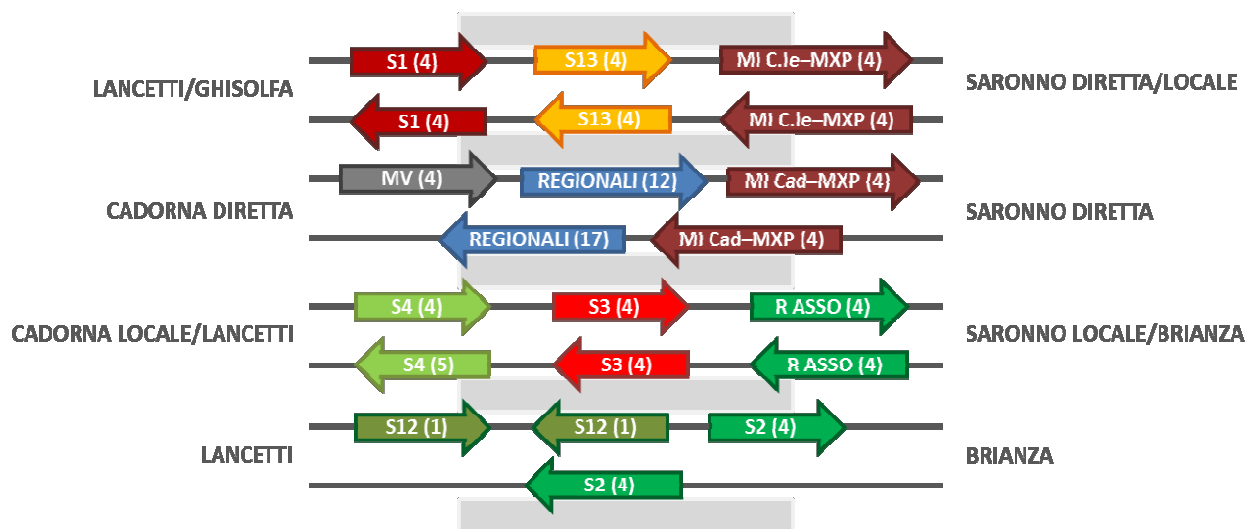 S1 (4) S13 (4) MI C.le–MXP (4)
LANCETTI/GHISOLFA SARONNO DIRETTA/LOCALE
S1 (4) S13 (4) MI C.le–MXP (4)
MV (4) REGIONALI (12) MI Cad–MXP (4)
CADORNA DIRETTA SARONNO DIRETTA
REGIONALI (17) MI Cad–MXP (4)
S4 (4) S3 (4) R ASSO (4)
CADORNA LOCALE/LANCETTI SARONNO LOCALE/BRIANZA
S4 (5) S3 (4) R ASSO (4)
S12 (1) S12 (1) S2 (4)
LANCETTI BRIANZA
S2 (4)